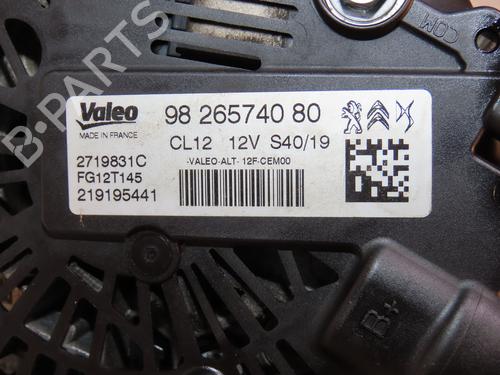 B-PARTS
COM
Valeo
MADE IN FRANCE
98 265740 80
CL12 12V S40/19
-VALEO-ALT- 12F-CEM00
2719831C
FG12T145
219195441
B+